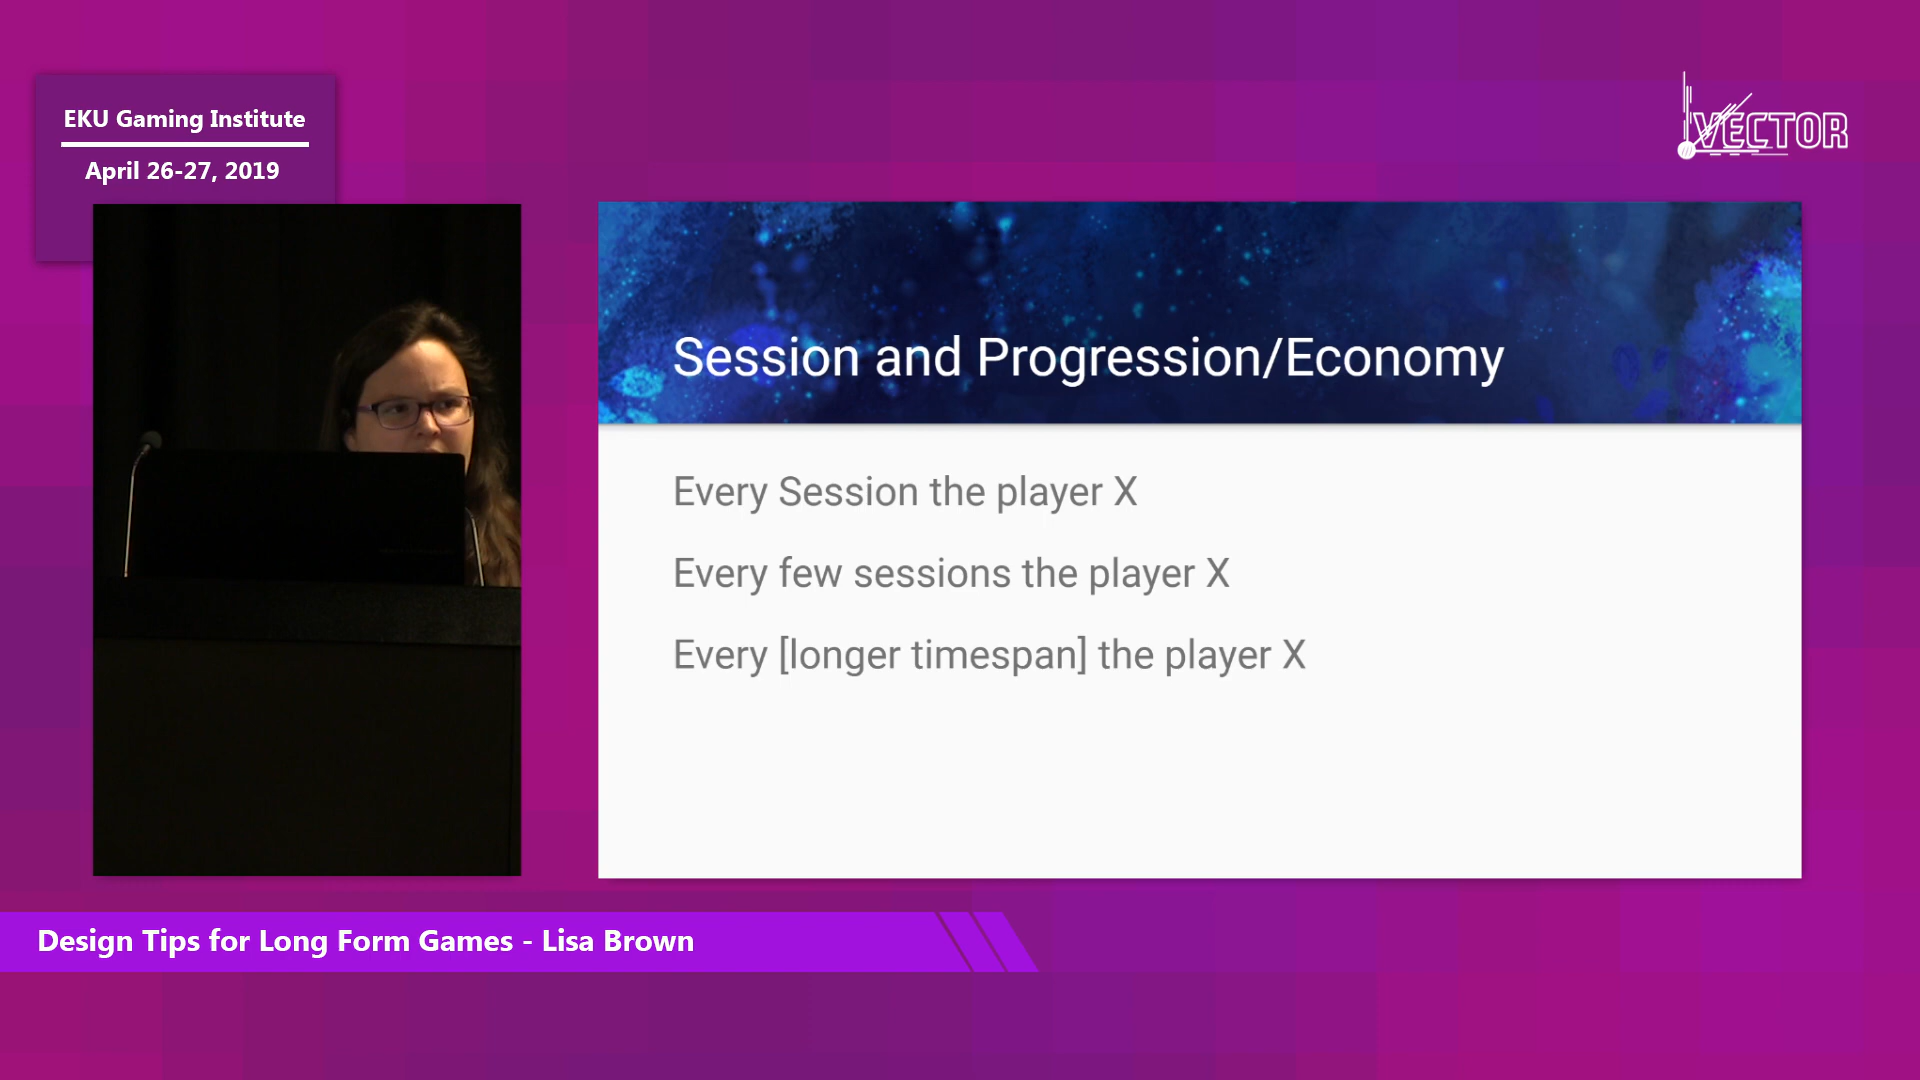 EKU Gaming Institute
April 26-27, 2019
VECTOR
Session and Progression/Economy
Every Session the player X
Every few sessions the player X
Every [longer timespan] the player X
Design Tips for Long Form Games - Lisa Brown